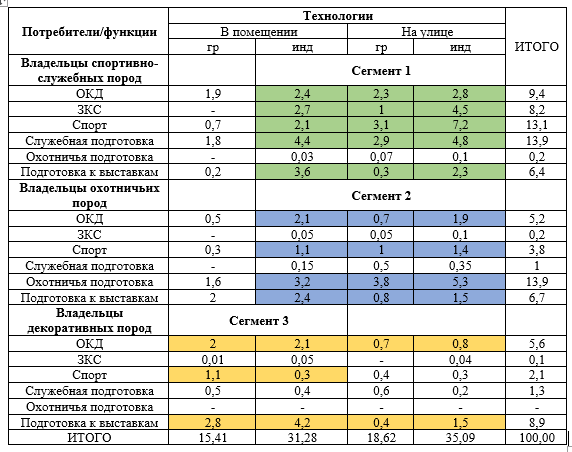 Потребители/функции Технологии ИТОГО
В помещении На улице
гр инд гр инд
Владельцы спортивно-служебных пород Сегмент 1
ОКД 1,9 2,4 2,3 2,8 9,4
ЗКС - 2,7 1 4,5 8,2
Спорт 0,7 2,1 3,1 7,2 13,1
Служебная подготовка 1,8 4,4 2,9 4,8 13,9
Охотничья подготовка - 0,03 0,07 0,1 0,2
Подготовка к выставкам 0,2 3,6 0,3 2,3 6,4
Владельцы охотничьих пород Сегмент 2
ОКД 0,5 2,1 0,7 1,9 5,2
ЗКС - 0,05 0,05 0,1 0,2
Спорт 0,3 1,1 1 1,4 3,8
Служебная подготовка - 0,15 0,5 0,35 1
Охотничья подготовка 1,6 3,2 3,8 5,3 13,9
Подготовка к выставкам 2 2,4 0,8 1,5 6,7
Владельцы декоративных пород Сегмент 3
ОКД 2 2,1 0,7 0,8 5,6
ЗКС 0,01 0,05 - 0,04 0,1
Спорт 1,1 0,3 0,4 0,3 2,1
Служебная подготовка 0,5 0,4 0,6 0,2 1,3
Охотничья подготовка - - - - -
Подготовка к выставкам 2,8 4,2 0,4 1,5 8,9
ИТОГО 15,41 31,28 18,62 35,09 100,00